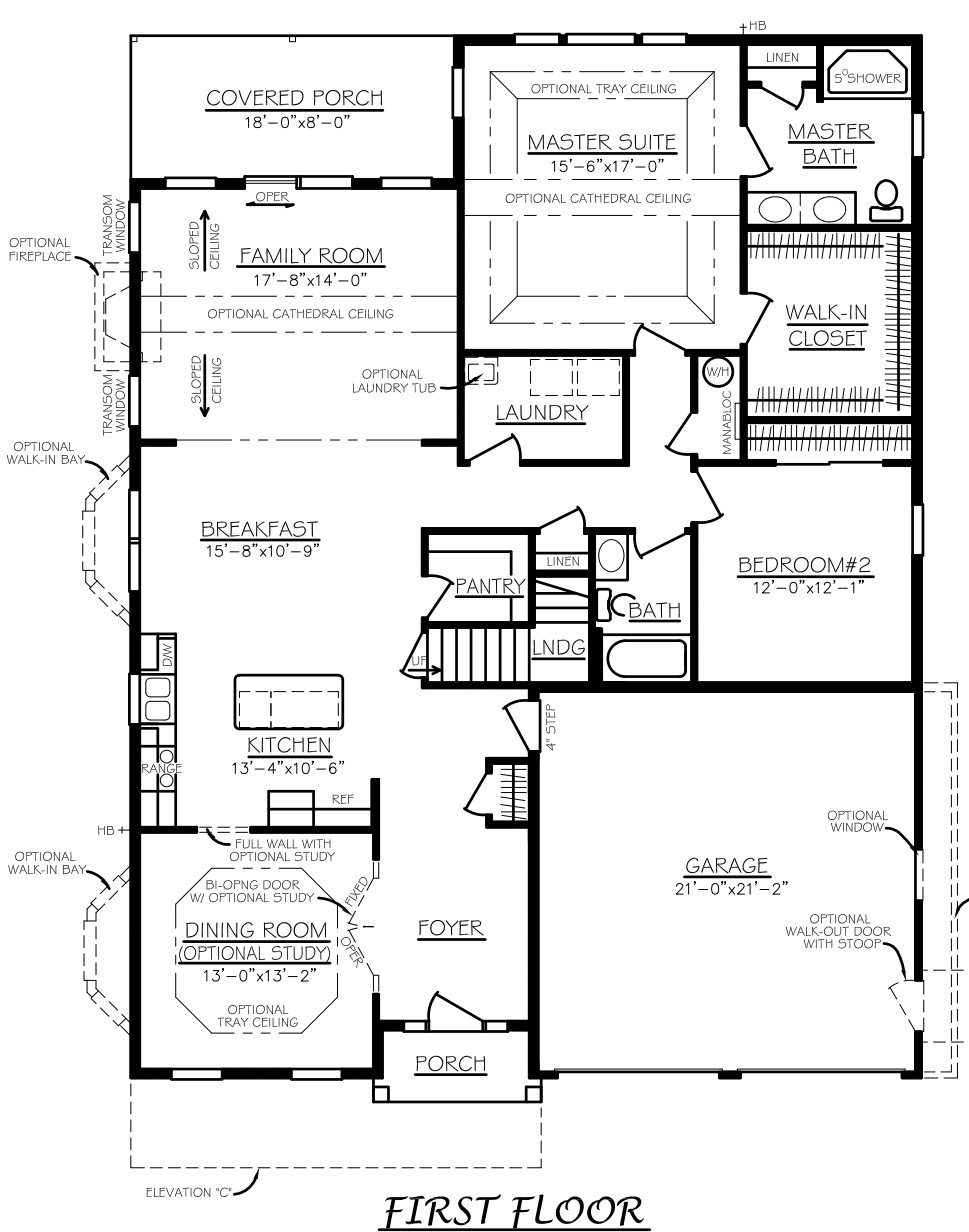 HB
LINEN
5⁰SHOWER
OPTIONAL TRAY CEILING
COVERED PORCH
18'-0"x8'-0"
MASTER SUITE
15'-6"x17'-0"
MASTER
BATH
OPTIONAL CATHEDRAL CEILING
OPER
TRANSOM
WINDOW
SLOPED
CEILING
OPTIONAL
FIREPLACE
FAMILY ROOM
17'-8"x14'-0"
OPTIONAL CATHEDRAL CEILING
WALK-IN
CLOSET
SLOPED
CEILING
TRANSOM
WINDOW
OPTIONAL
LAUNDRY TUB
W/H
MANABLOC
LAUNDRY
OPTIONAL
WALK-IN BAY
BREAKFAST
15'-8"x10'-9"
LINEN
PANTRY
BEDROOM#2
12'-0"x12'-1"
BATH
D/W
UP
LNDG
4" STEP
KITCHEN
13'-4"x10'-6"
RANGE
REF
HB
FULL WALL WITH
OPTIONAL STUDY
OPTIONAL
WINDOW
OPTIONAL
WALK-IN BAY
BI-OPNG DOOR
W/ OPTIONAL STUDY
FIXED
GARAGE
21'-0"x21'-2"
DINING ROOM
(OPTIONAL STUDY)
13'-0"x13'-2"
OPER
FOYER
OPTIONAL
WALK-OUT DOOR
WITH STOOP
OPTIONAL
TRAY CEILING
PORCH
ELEVATION "C"
FIRST FLOOR